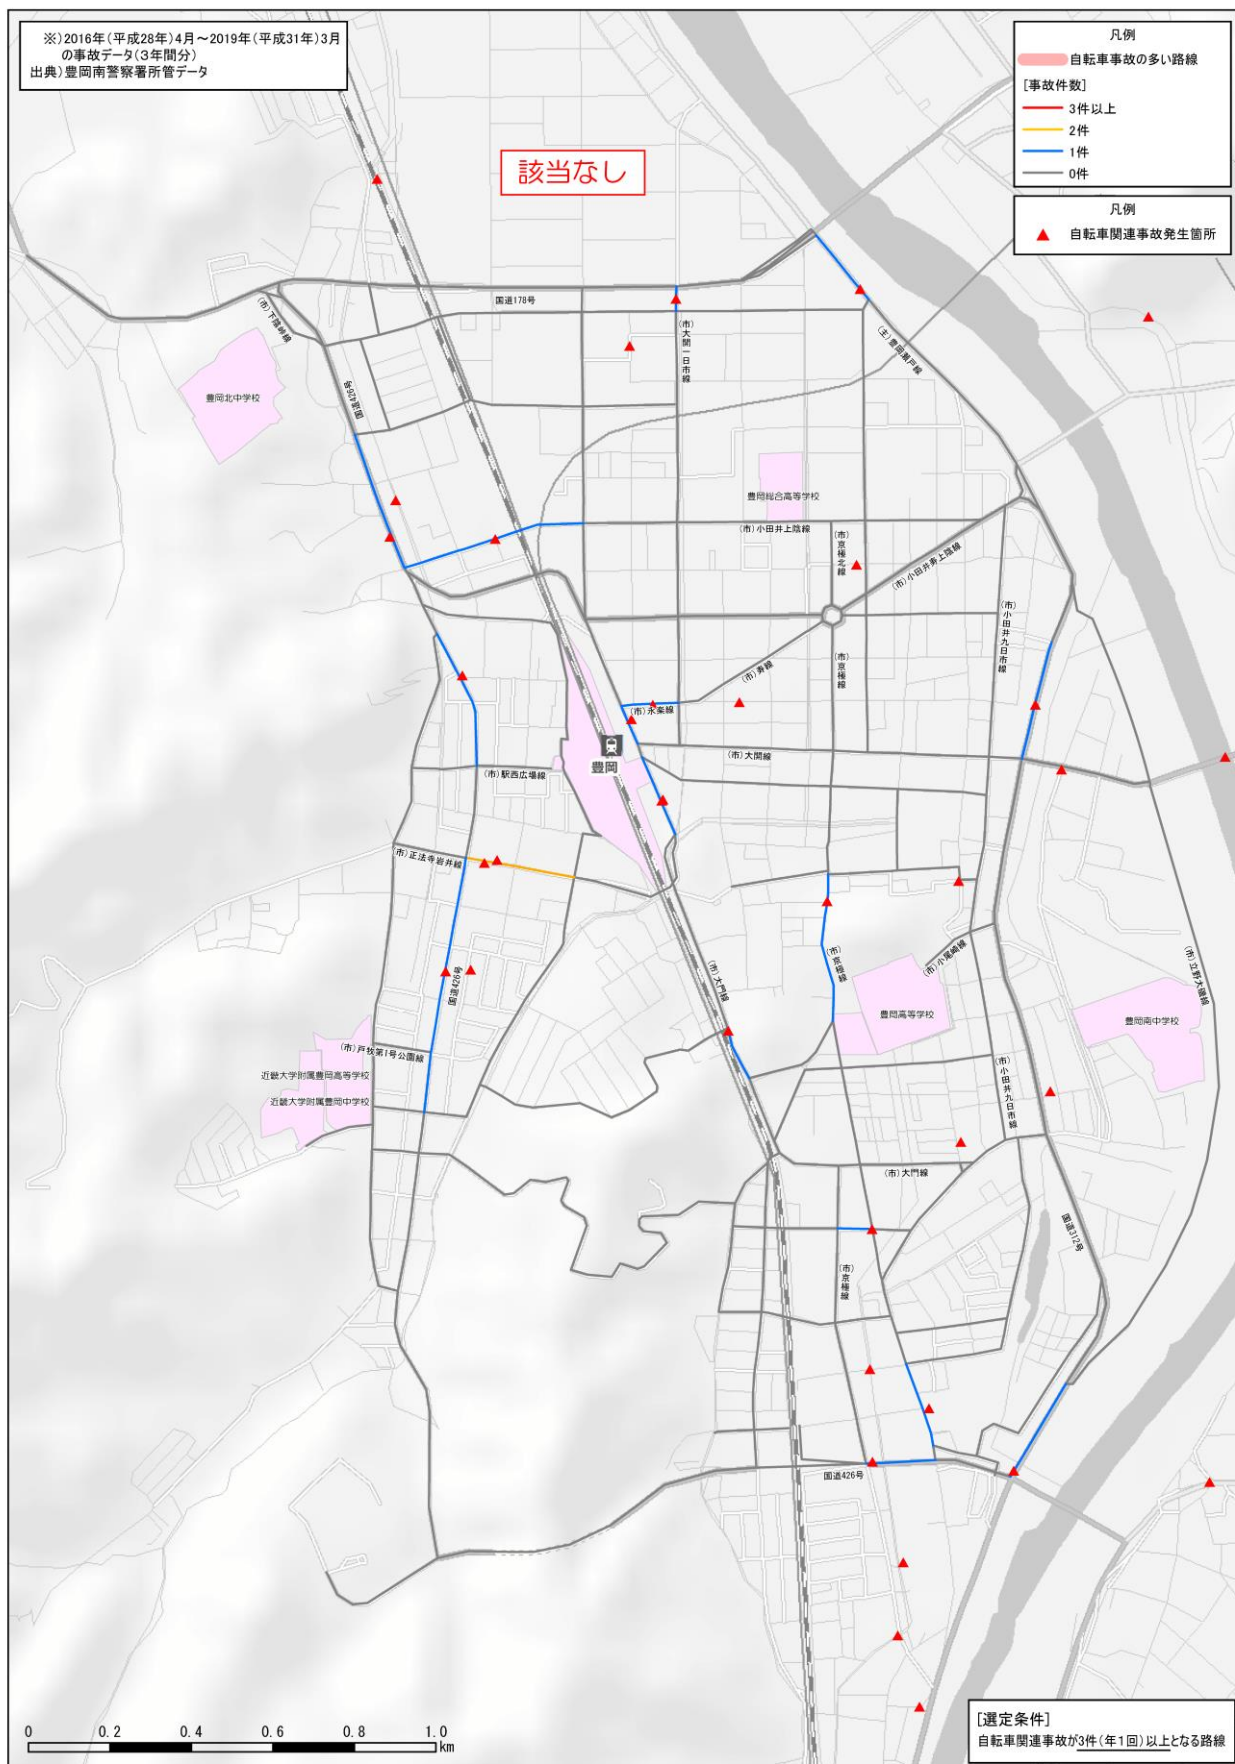 ※)2016年(平成28年)4月～2019年(平成31年)3月
の事故データ(3年間分)
出典)豊岡南警察署所管データ
凡例
自転車事故の多い路線
[事故件数]
3件以上
2件
1件
0件
凡例
自転車関連事故発生箇所
該当なし
国道178号
(市)下陰峠線
(市)大開一日市線
(主)豊岡瀬戸線
国道426号
豊岡北中学校
豊岡総合高等学校
(市)小田井上陰線
(市)京極北線
(市)小田井寿上陰線
(市)小田井九日市線
(市)寿線
(市)京極線
(市)永楽線
(市)大開線
豊岡
(市)駅西広場線
(市)正法寺岩井線
国道426号
(市)大門線
(市)京極線
(市)小尾崎線
(市)立野大磯線
豊岡高等学校
豊岡南中学校
(市)戸牧第1号公園線
近畿大学附属豊岡高等学校
近畿大学附属豊岡中学校
(市)小田井九日市線
(市)大門線
国道312号
(市)京極線
国道426号
0 0.2 0.4 0.6 0.8 1.0
km
[選定条件]
自転車関連事故が3件(年1回)以上となる路線